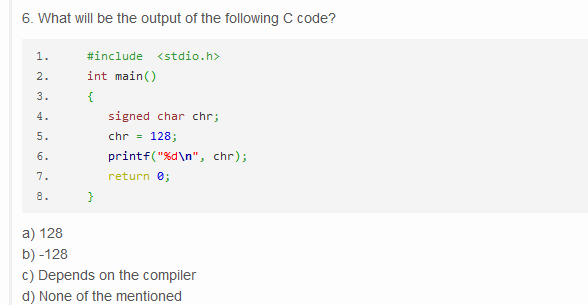 6. What will be the output of the following C code?
1. #include <stdio.h>
2. int main()
3. {
4. signed char chr;
5. chr = 128;
6. printf("%d\n", chr);
7. return 0;
8. }
a) 128
b) -128
c) Depends on the compiler
d) None of the mentioned